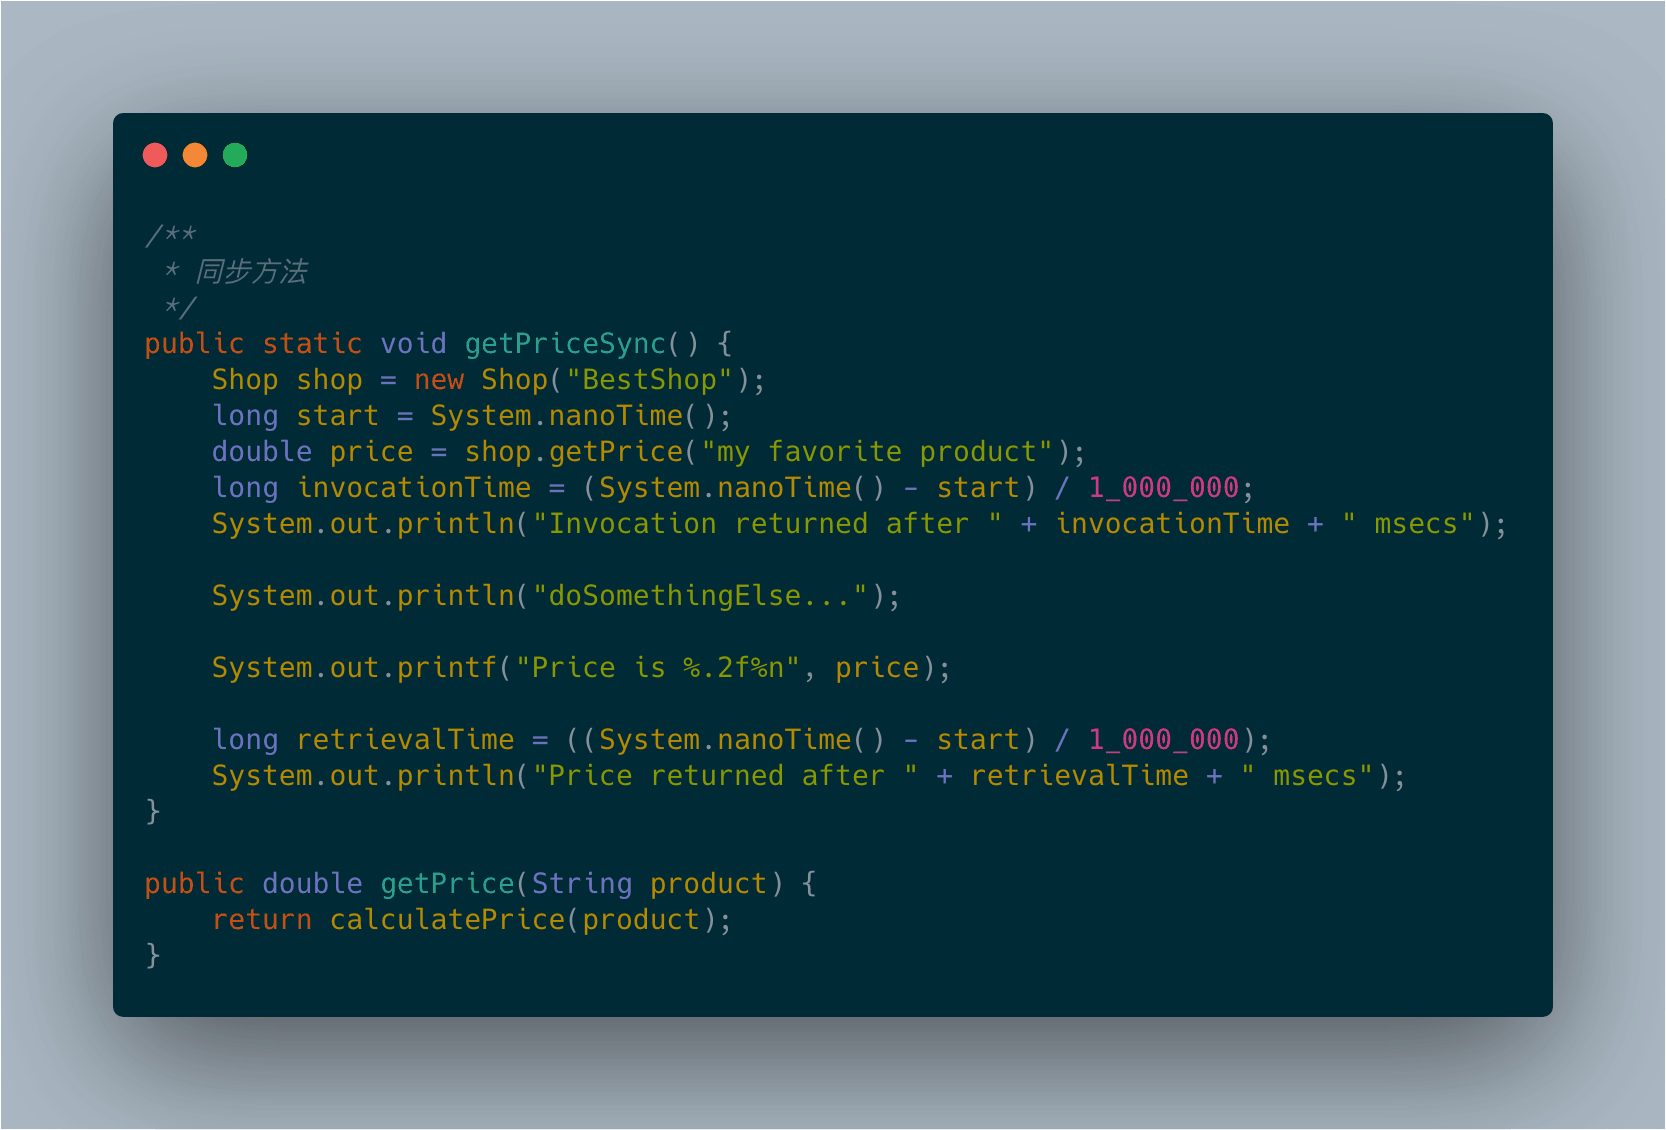 /**
 * 同步方法
 */
public static void getPriceSync() {
    Shop shop = new Shop("BestShop");
    long start = System.nanoTime();
    double price = shop.getPrice("my favorite product");
    long invocationTime = (System.nanoTime() - start) / 1_000_000;
    System.out.println("Invocation returned after " + invocationTime + " msecs");
    System.out.println("doSomethingElse...");
    System.out.printf("Price is %.2f%n", price);
    long retrievalTime = ((System.nanoTime() - start) / 1_000_000);
    System.out.println("Price returned after " + retrievalTime + " msecs");
}
public double getPrice(String product) {
    return calculatePrice(product);
}